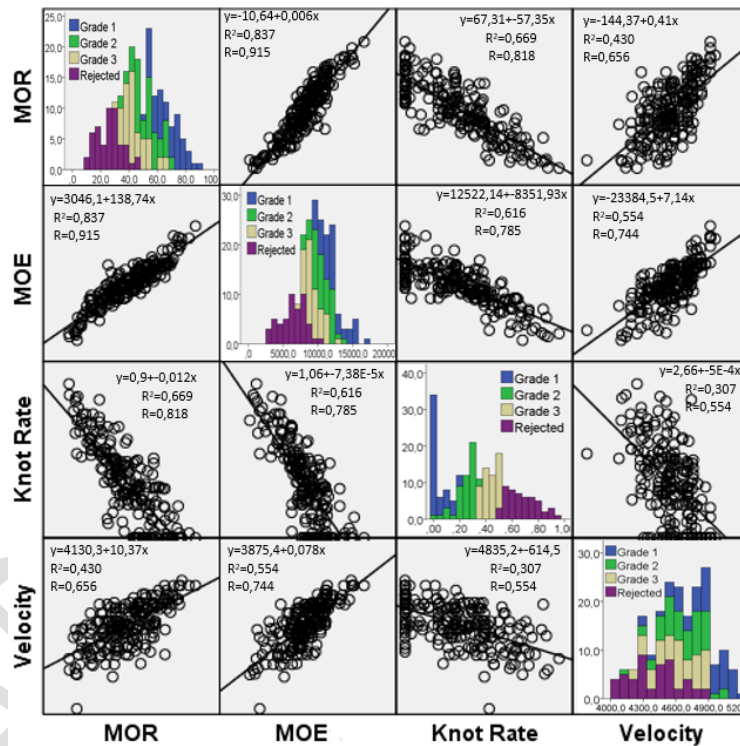 MOR
25,0
20,0
15,0
10,0
5,0
,0
Grade 1
Grade 2
Grade 3
Rejected
,0 20,0 40,0 60,0 80,0 100
y=-10,64+0,006x
R²=0,837
R=0,915
y=67,31+-57,35x
R²=0,669
R=0,818
y=-144,37+0,41x
R²=0,430
R=0,656
MOE
y=3046,1+138,74x
R²=0,837
R=0,915
30,0
20,0
10,0
,0
Grade 1
Grade 2
Grade 3
Rejected
,0 5000,0 10000,0 15000,0 20000
y=12522,14+-8351,93x
R²=0,616
R=0,785
y=-23384,5+7,14x
R²=0,554
R=0,744
Knot Rate
y=0,9+-0,012x
R²=0,669
R=0,818
y=1,06+-7,38E-5x
R²=0,616
R=0,785
40,0
30,0
20,0
10,0
,0
Grade 1
Grade 2
Grade 3
Rejected
,00 ,20 ,40 ,60 ,80 1,0
y=2,66+-5E-4x
R²=0,307
R=0,554
Velocity
y=4130,3+10,37x
R²=0,430
R=0,656
y=3875,4+0,078x
R²=0,554
R=0,744
y=4835,2+-614,5
R²=0,307
R=0,554
30,0
20,0
10,0
,0
Grade 1
Grade 2
Grade 3
Rejected
4000,0 4300,0 4600,0 4900,0 5200
MOR MOE Knot Rate Velocity